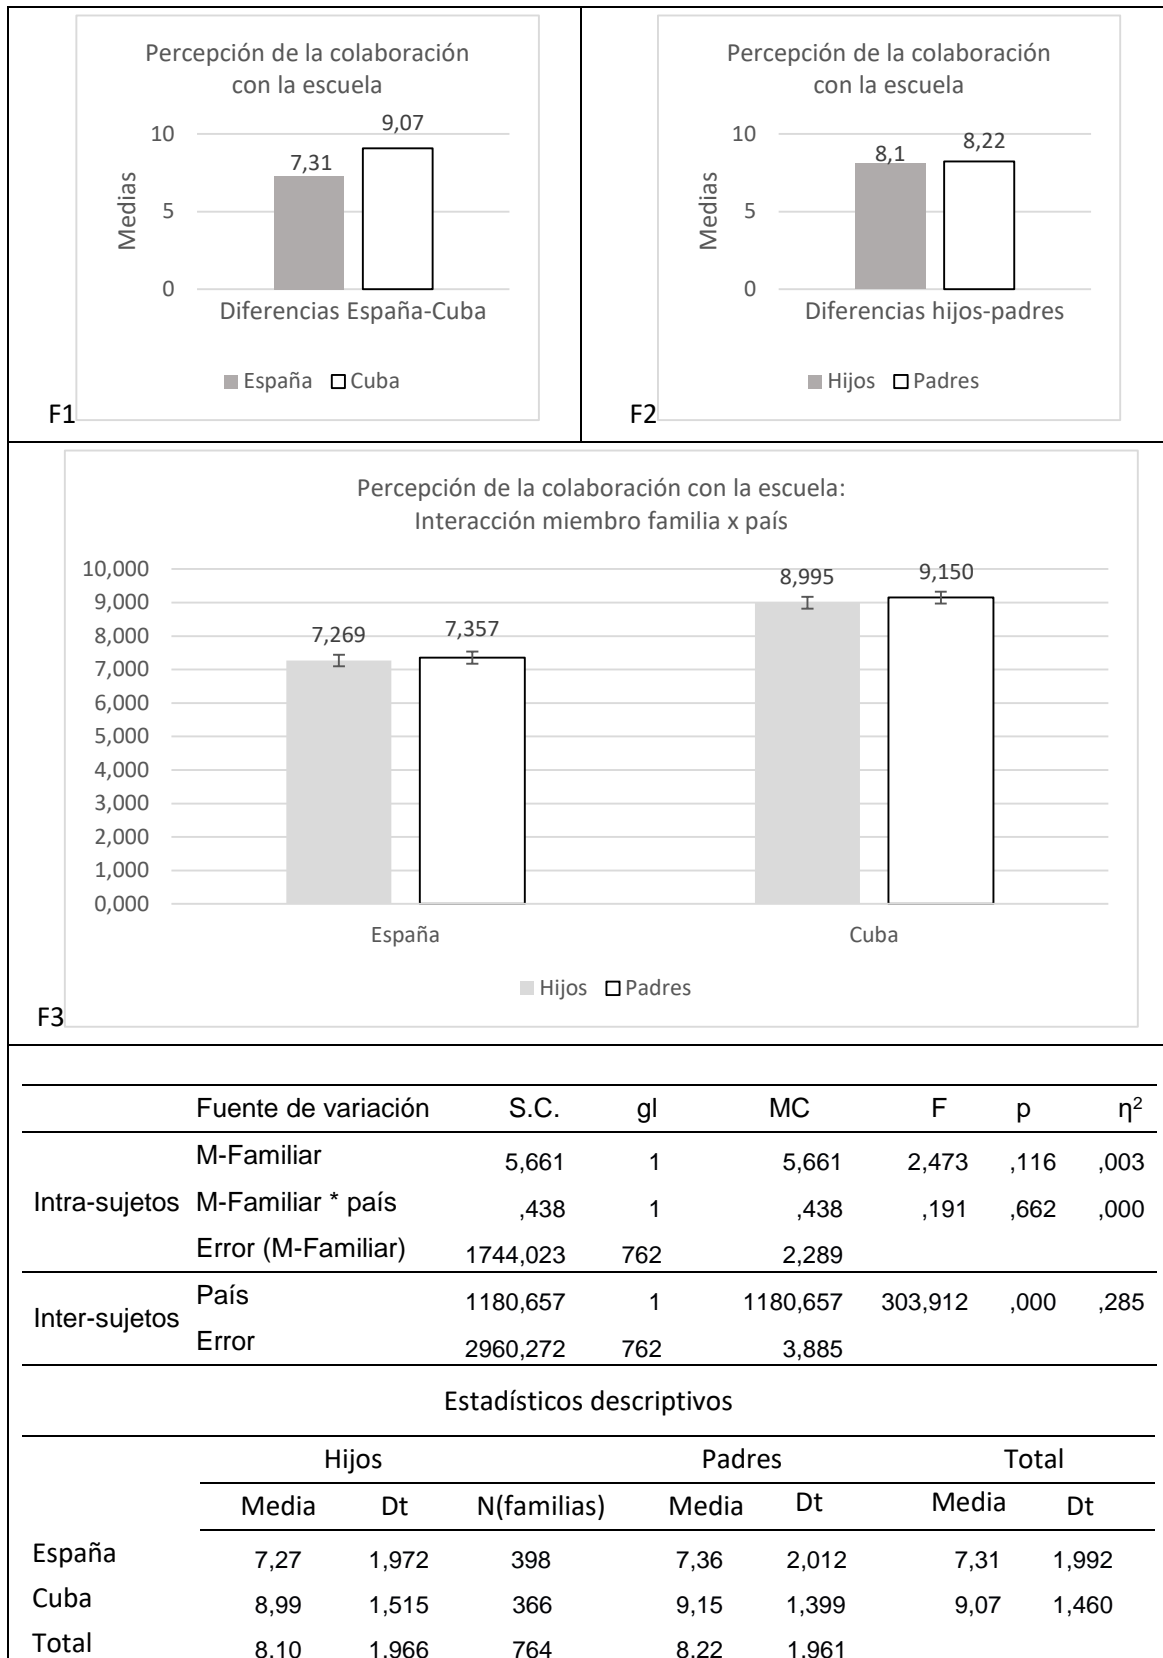 Percepción de la colaboración
con la escuela
9,07
10
7,31
5
0
Medias
Diferencias España-Cuba
España Cuba
F1
Percepción de la colaboración
con la escuela
10
8,1 8,22
5
0
Medias
Diferencias hijos-padres
Hijos Padres
F2
Percepción de la colaboración con la escuela:
Interacción miembro familia x país
10,000
9,000
8,000
7,000
6,000
5,000
4,000
3,000
2,000
1,000
0,000
7,269 7,357 8,995 9,150
España Cuba
Hijos Padres
F3
Fuente de variación S.C. gl MC F p η²
Intra-sujetos
M-Familiar 5,661 1 5,661 2,473 ,116 ,003
M-Familiar * país ,438 1 ,438 ,191 ,662 ,000
Error (M-Familiar) 1744,023 762 2,289
Inter-sujetos
País 1180,657 1 1180,657 303,912 ,000 ,285
Error 2960,272 762 3,885
Estadísticos descriptivos
Hijos Padres Total
Media Dt N(familias) Media Dt Media Dt
España 7,27 1,972 398 7,36 2,012 7,31 1,992
Cuba 8,99 1,515 366 9,15 1,399 9,07 1,460
Total 8,10 1,966 764 8,22 1,961